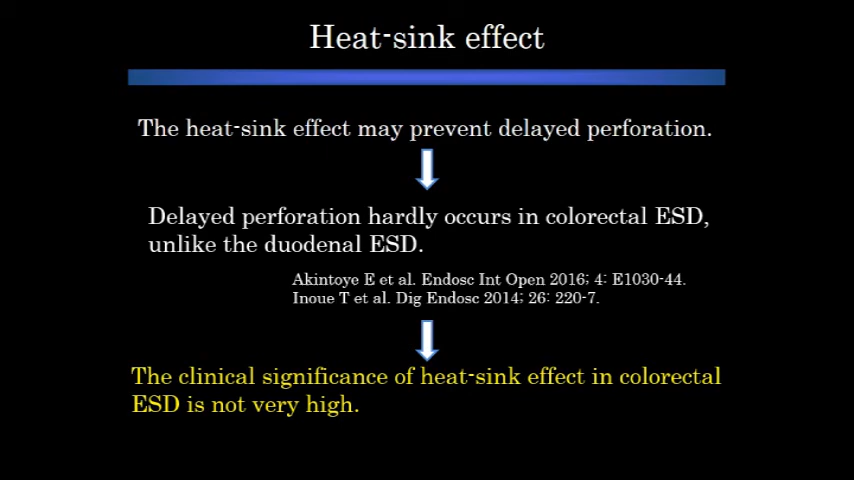 Heat-sink effect
The heat-sink effect may prevent delayed perforation.
Delayed perforation hardly occurs in colorectal ESD,
unlike the duodenal ESD.
Akintoye E et al. Endosc Int Open 2016; 4: E1030-44.
Inoue T et al. Dig Endosc 2014; 26: 220-7.
The clinical significance of heat-sink effect in colorectal
ESD is not very high.